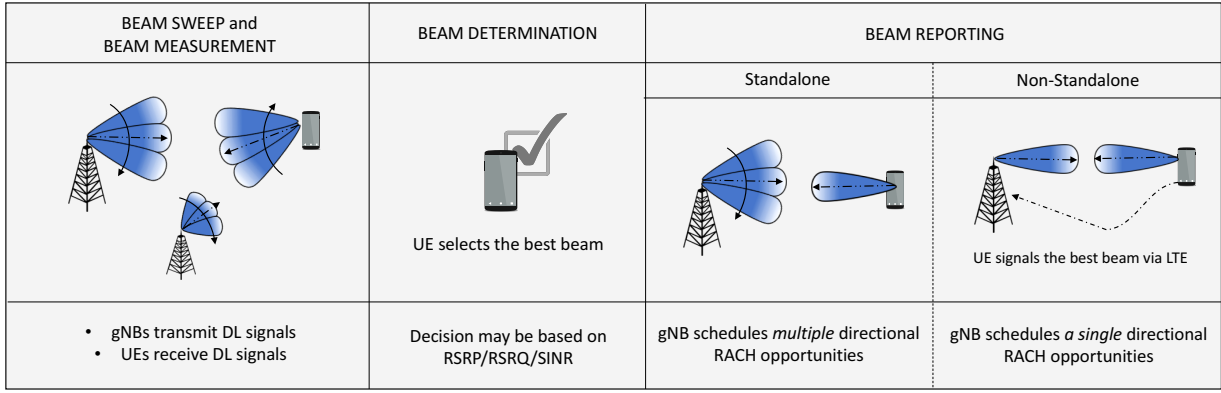 BEAM SWEEP and
BEAM MEASUREMENT
BEAM DETERMINATION
BEAM REPORTING
Standalone
Non-Standalone
UE selects the best beam
UE signals the best beam via LTE
• gNBs transmit DL signals
• UEs receive DL signals
Decision may be based on
RSRP/RSRQ/SINR
gNB schedules multiple directional
RACH opportunities
gNB schedules a single directional
RACH opportunities